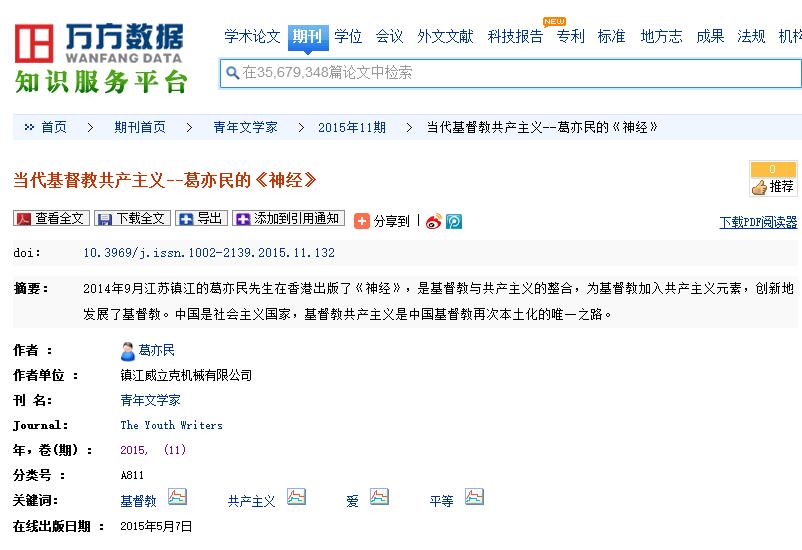 万方数据
WANFANG DATA
知识服务平台
学术论文 期刊 学位 会议 外文文献 科技报告 NEW 专利 标准 地方志 成果 法规 机构
在35,679,348篇论文中检索
首页 > 期刊首页 > 青年文学家 > 2015年11期 > 当代基督教共产主义--葛亦民的《神经》
当代基督教共产主义--葛亦民的《神经》
0
推荐
查看全文 下载全文 导出 添加到引用通知 分享到 |
下载PDF阅读器
doi: 10.3969/j.issn.1002-2139.2015.11.132
摘要: 2014年9月江苏镇江的葛亦民先生在香港出版了《神经》，是基督教与共产主义的整合，为基督教加入共产主义元素，创新地
发展了基督教。中国是社会主义国家，基督教共产主义是中国基督教再次本土化的唯一之路。
作者 ： 葛亦民
作者单位 ： 镇江威立克机械有限公司
刊 名： 青年文学家
Journal: The Youth Writers
年，卷(期) ： 2015, (11)
分类号 ： A811
关键词: 基督教 共产主义 爱 平等
在线出版日期 ： 2015年5月7日